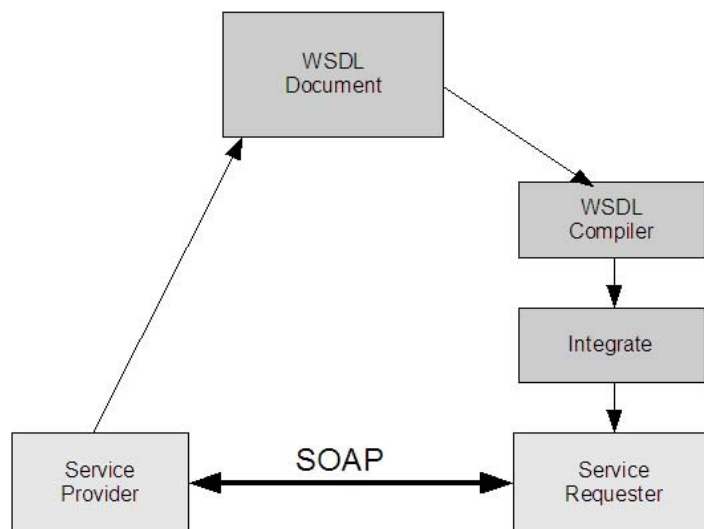 WSDL
Document
WSDL
Compiler
Integrate
SOAP
Service
Provider
Service
Requester